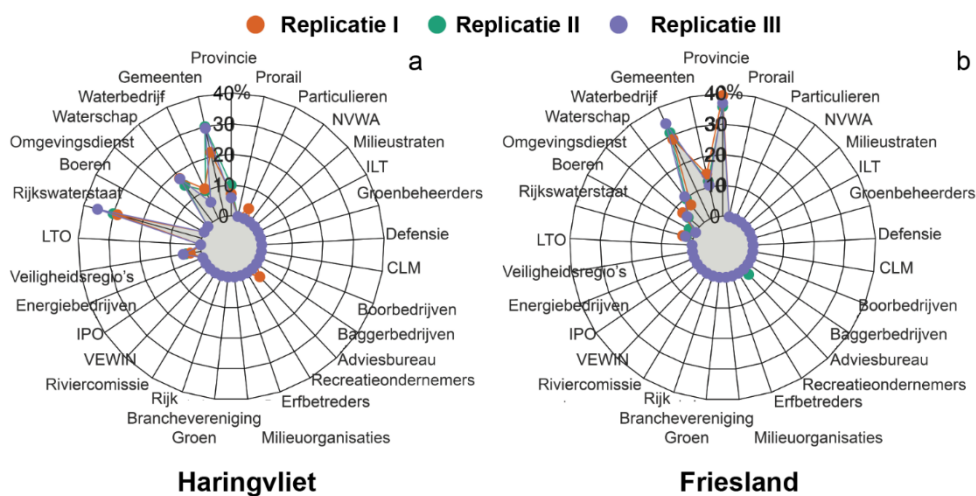 Replicatie I Replicatie II Replicatie III
a
Provincie
Gemeenten
Prorail
Waterbedrijf
Particulieren
Waterschap
NVWA
Omgevingsdienst
Milieustraten
Boeren
ILT
Rijkswaterstaat
Groenbeheerders
LTO
Defensie
Veiligheidsregio's
CLM
Energiebedrijven
Boorbedrijven
IPO
Baggerbedrijven
VEWIN
Adviesbureau
Riviercomissie
Recreatieondernemers
Rijk
Erfbetreders
Branchevereniging
Groen
Milieuorganisaties
40%
30
20
10
0
Haringvliet
b
Provincie
Gemeenten
Prorail
Waterbedrijf
Particulieren
Waterschap
NVWA
Omgevingsdienst
Milieustraten
Boeren
ILT
Rijkswaterstaat
Groenbeheerders
LTO
Defensie
Veiligheidsregio's
CLM
Energiebedrijven
Boorbedrijven
IPO
Baggerbedrijven
VEWIN
Adviesbureau
Riviercomissie
Recreatieondernemers
Rijk
Erfbetreders
Branchevereniging
Groen
Milieuorganisaties
40%
30
20
10
0
Friesland